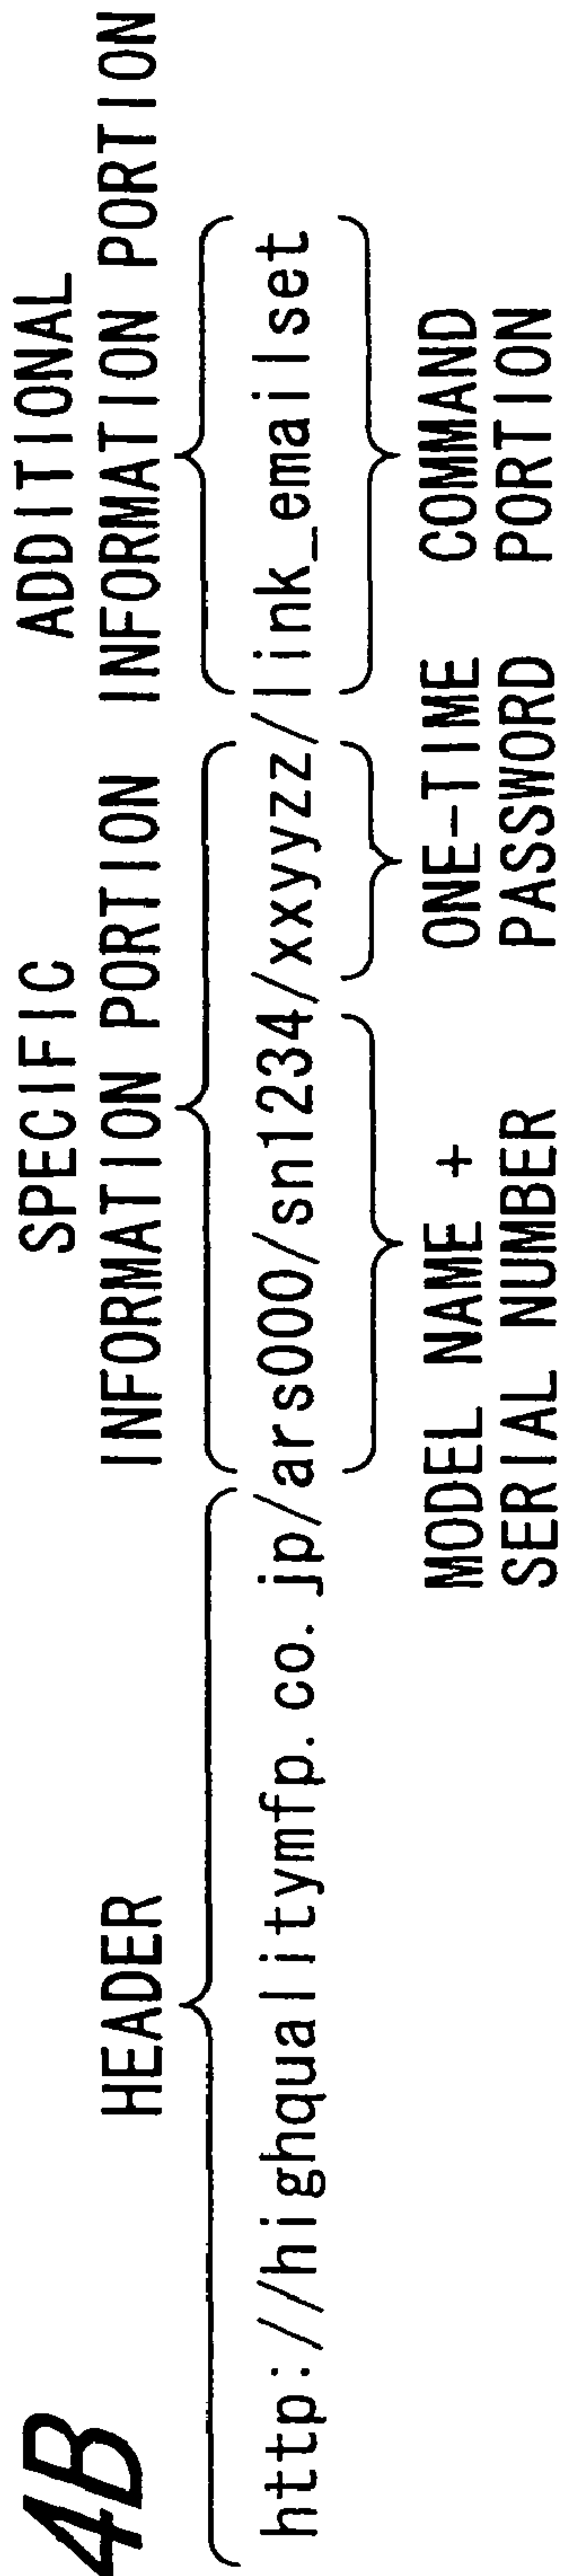 4B
HEADER
SPECIFIC
INFORMATION PORTION
ADDITIONAL
INFORMATION PORTION
http://highqualitymfp.co.jp/ars000/sn1234/xxyyzz/link_emailset
MODEL NAME +
SERIAL NUMBER
ONE-TIME
PASSWORD
COMMAND
PORTION